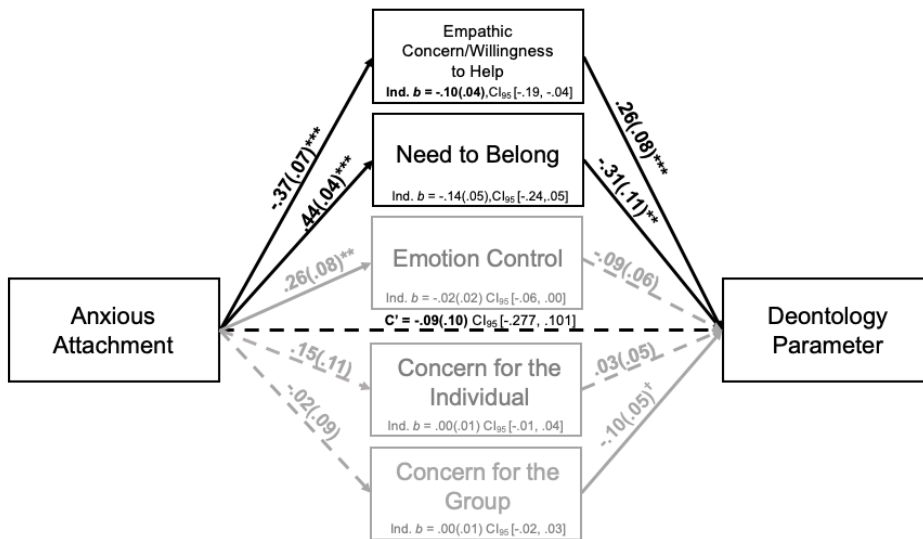 Empathic
Concern/Willingness
to Help
Ind. b = -.10(.04),CI95 [-.19, -.04]
-.37(.07)***
.26(.08)***
Need to Belong
Ind. b = -.14(.05),CI95 [-.24,.05]
.44(.04)***
-.31(.11)**
Emotion Control
Ind. b = -.02(.02) CI95 [-.06, .00]
.26(.08)**
-.09(.06)
Anxious
Attachment
C' = -.09(.10) CI95 [-.277, .101]
Deontology
Parameter
.15(.11)
.03(.05)
Concern for the
Individual
Ind. b = .00(.01) CI95 [-.01, .04]
-.02(.09)
-.10(.05)†
Concern for the
Group
Ind. b = .00(.01) CI95 [-.02, .03]